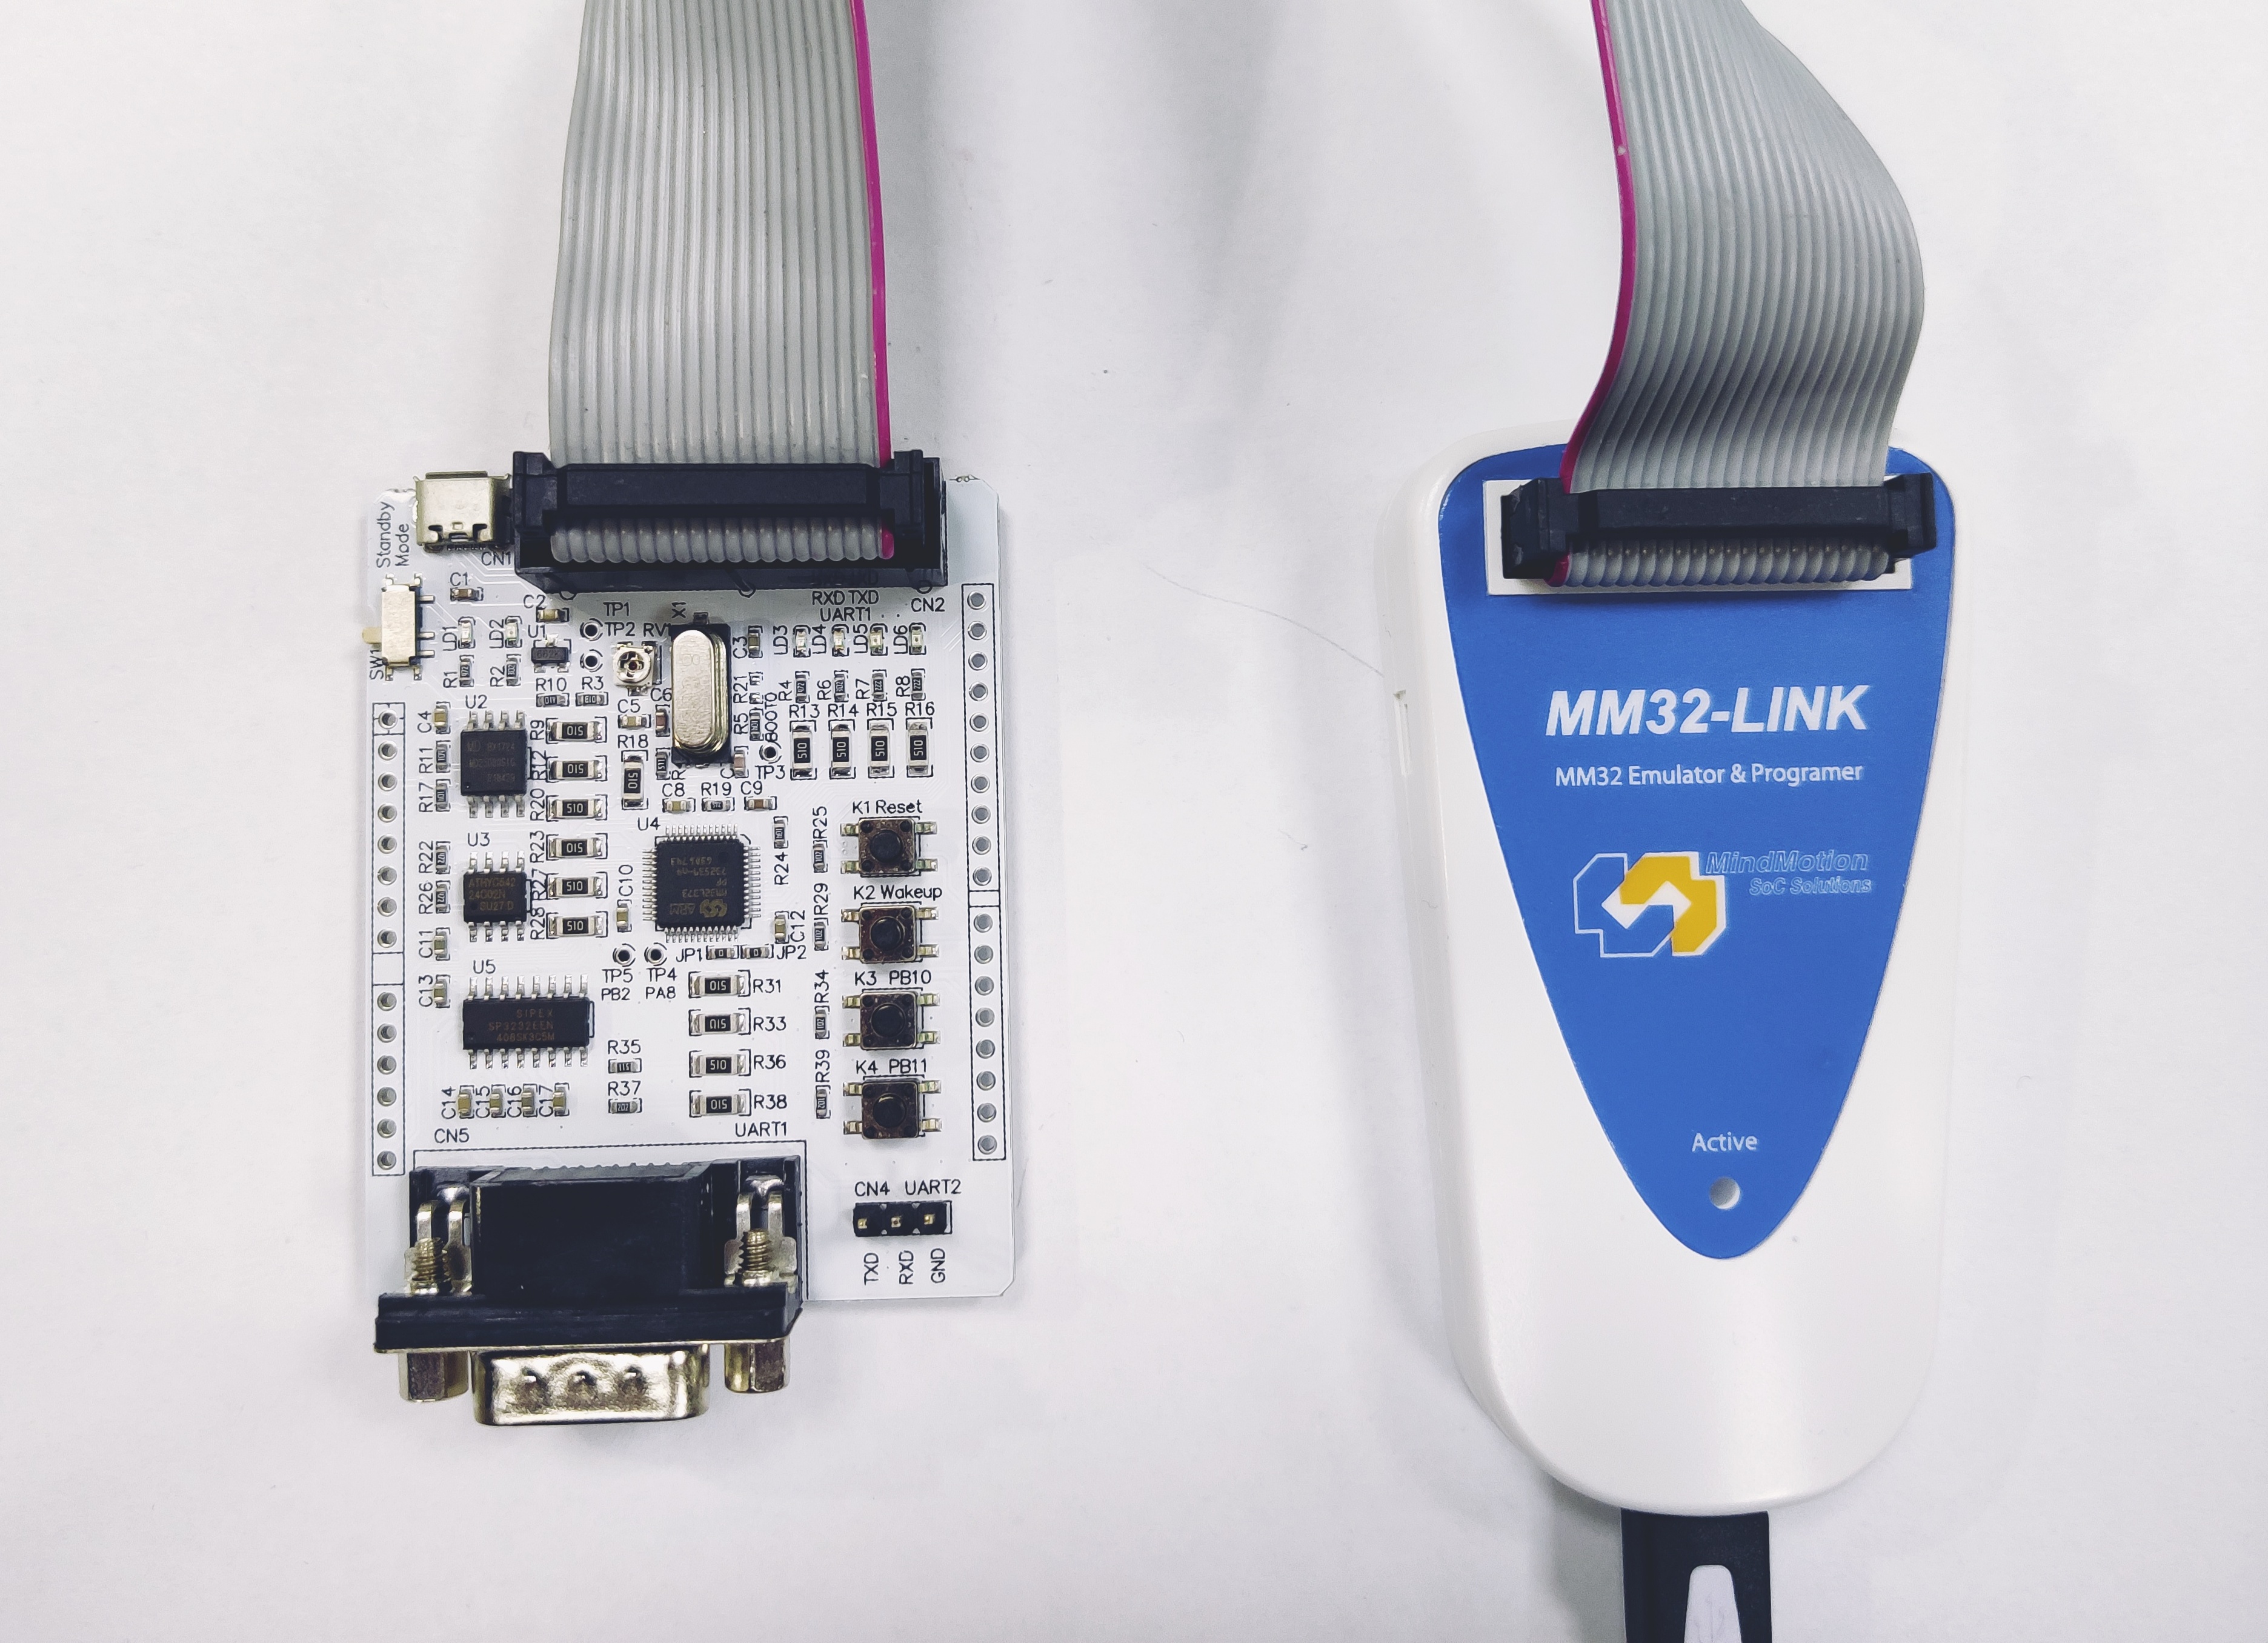 Standby
Mode
CN1
C1
C2
TP1
TP2
RV1
X1
RXD TXD
UART1
CN2
SW1
LD1
LD2
U1
C3
LD3
LD4
LD5
LD6
R1
R2
R10
R3
C6
R21
R4
R6
R7
R8
U2
C4
R9
C5
R5
BOOT0
R13
R14
R15
R16
R11
R12
R18
TP3
R17
R20
C8
R19
C9
U4
K1 Reset
R25
R23
R24
U3
R22
R27
C10
K2 Wakeup
R26
R28
R29
C11
C12
JP1
JP2
TP5
TP4
PB2
PA8
U5
K3 PB10
C13
R31
R34
SIPEX
SP3232EEN
R33
R35
R36
K4 PB11
R37
R39
C14
C15
C16
C17
R38
CN5
UART1
CN4 UART2
TXD
RXD
GND
MM32-LINK
MM32 Emulator & Programer
MindMotion
SoC Solutions
Active